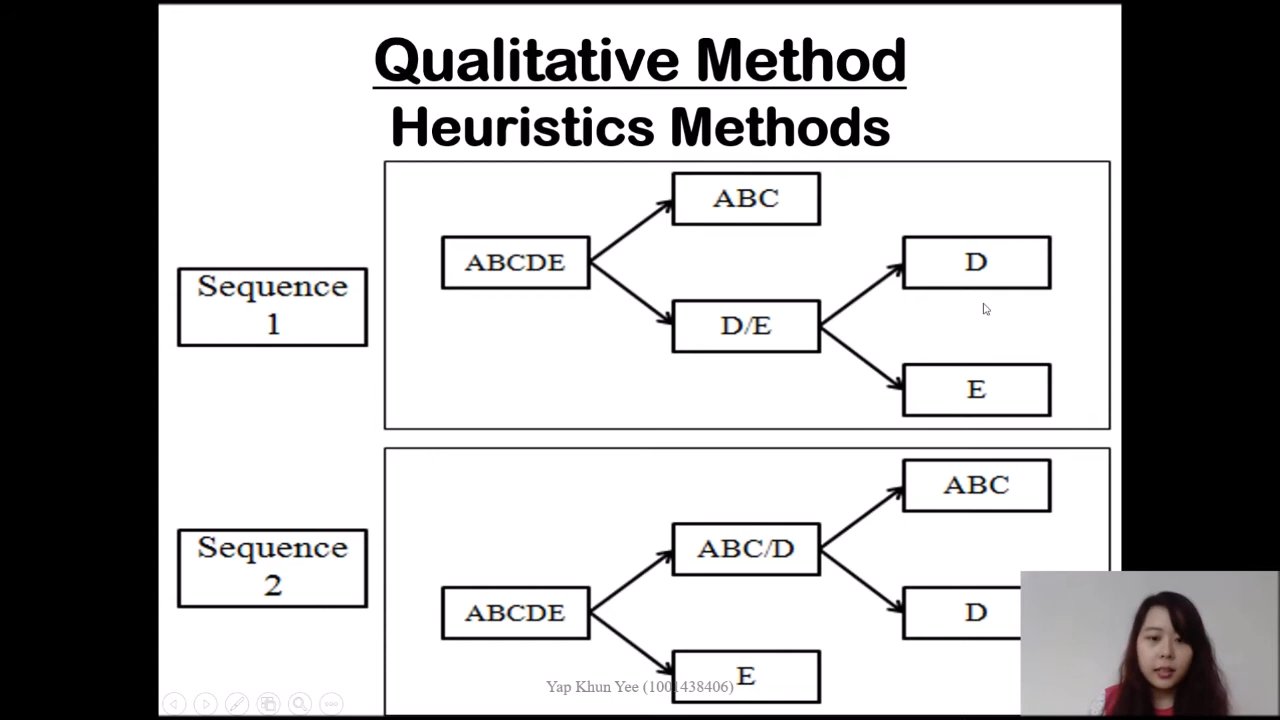 Qualitative Method
Heuristics Methods
Sequence
1
ABCDE
ABC
D/E
D
E
Sequence
2
ABCDE
ABC/D
E
ABC
D
Yap Khun Yee (1001438406)